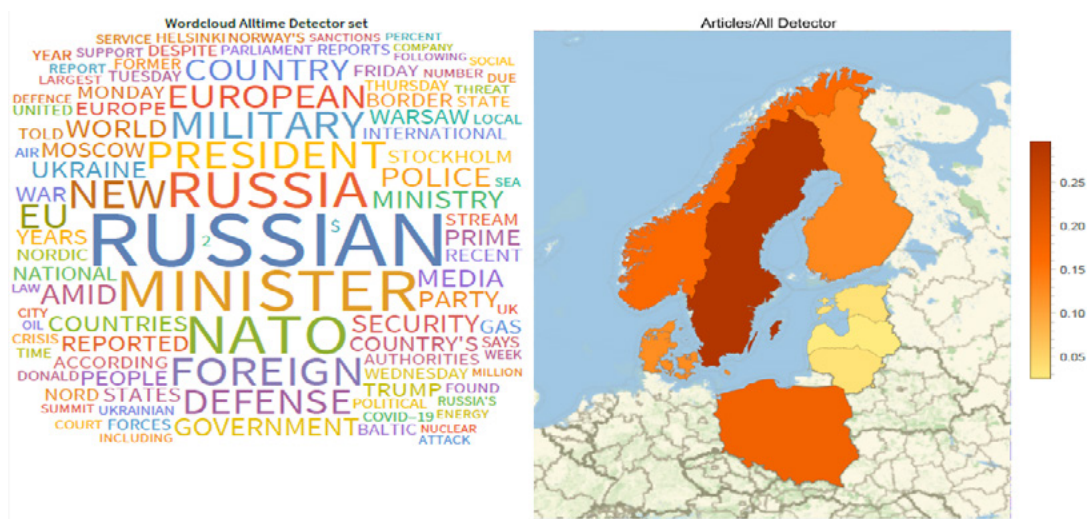 Wordcloud Alltime Detector set
SERVICE HELSINKI NORWAY'S SANCTIONS PERCENT
YEAR SUPPORT DESPITE PARLIAMENT REPORTS COMPANY
FOLLOWING
REPORT FORMER COUNTRY FRIDAY NUMBER SOCIAL
LARGEST TUESDAY THURSDAY THREAT DUE
DEFENCE MONDAY EUROPEAN BORDER STATE
UNITED EUROPE MILITARY WARSAW LOCAL
TOLD WORLD INTERNATIONAL
AIR MOSCOW PRESIDENT STOCKHOLM
UKRAINE POLICE SEA
WAR NEW RUSSIA MINISTRY
EU RUSSIAN STREAM
2 $
YEARS PRIME
NORDIC RECENT
NATIONAL MINISTER MEDIA
LAW AMID PARTY UK
CITY
OIL COUNTRIES NATO SECURITY GAS
CRISIS REPORTED COUNTRY'S SAYS
TIME ACCORDING FOREIGN AUTHORITIES WEEK
DONALD PEOPLE WEDNESDAY MILLION
NORD STATES DEFENSE TRUMP FOUND
SUMMIT UKRAINIAN POLITICAL RUSSIA'S
COURT FORCES GOVERNMENT COVID-19 ENERGY
BALTIC NUCLEAR
INCLUDING ATTACK
Articles/All Detector
0.25
0.20
0.15
0.10
0.05